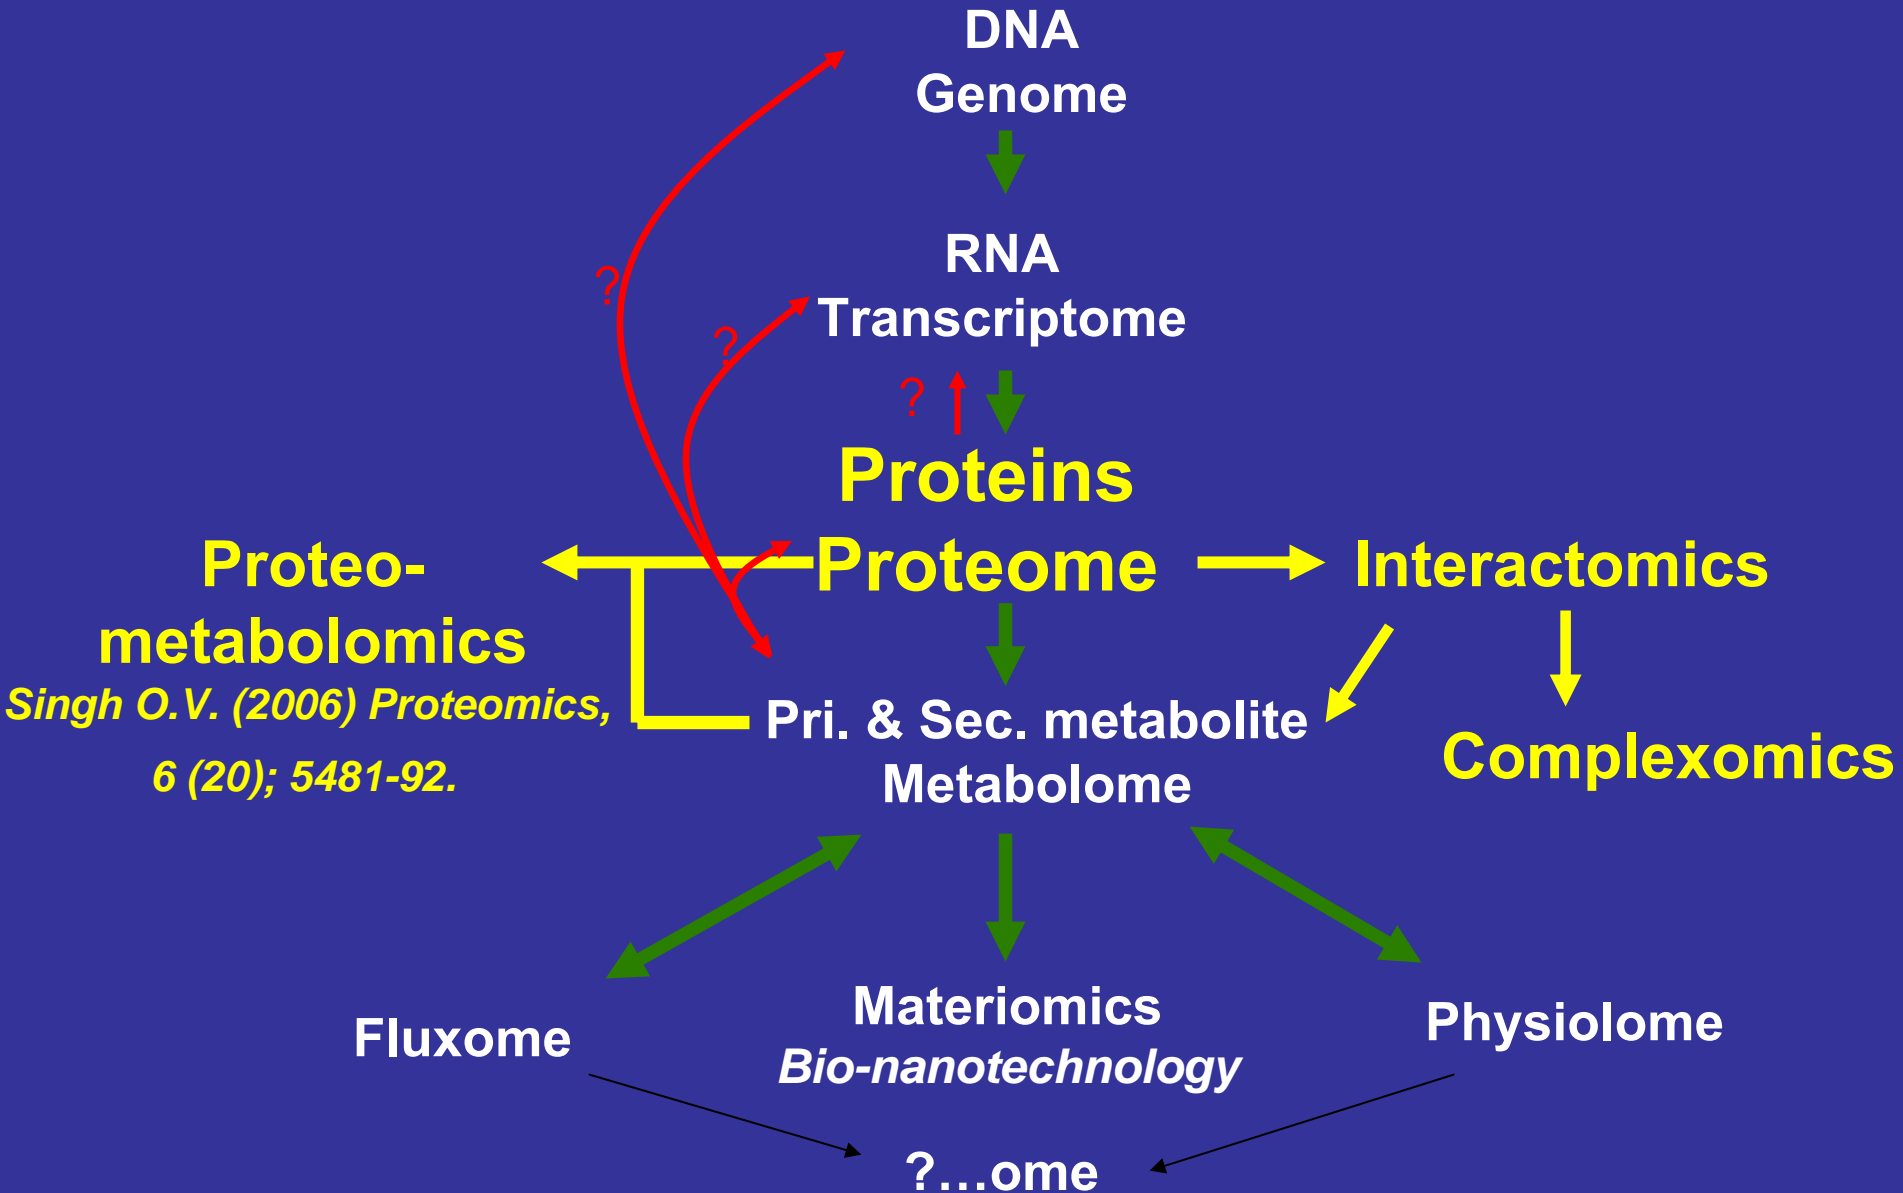 DNA
Genome
?
RNA
?
Transcriptome
?
Proteins
Proteome
Proteo-
metabolomics
Singh O.V. (2006) Proteomics,
6 (20); 5481-92.
Interactomics
Pri. & Sec. metabolite
Metabolome
Complexomics
Fluxome
Materiomics
Bio-nanotechnology
Physiolome
?...ome